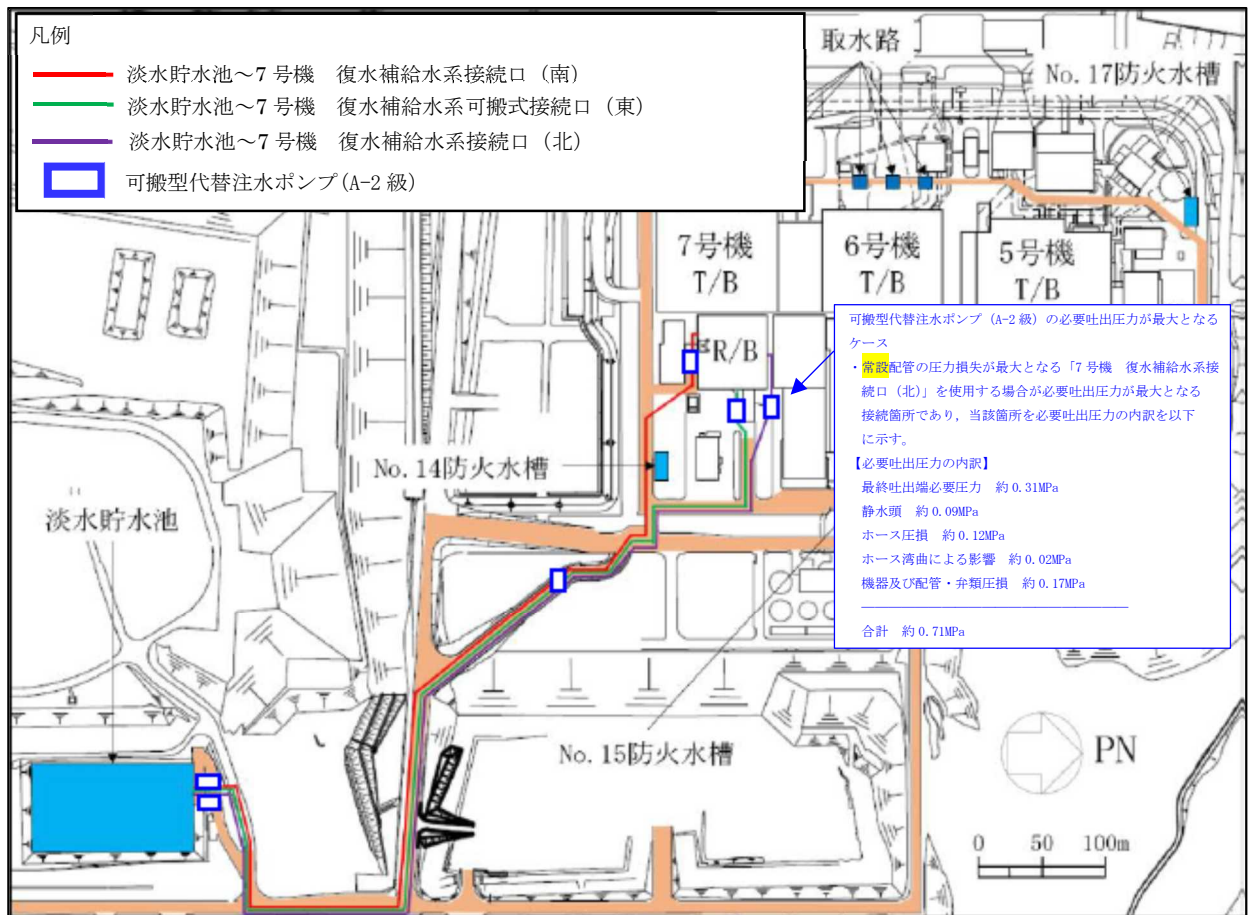 凡例
淡水貯水池～7号機　復水補給水系接続口（南）
淡水貯水池～7号機　復水補給水系可搬式接続口（東）
淡水貯水池～7号機　復水補給水系接続口（北）
可搬型代替注水ポンプ(A-2級)
取水路
No.17防火水槽
7号機
T/B
6号機
T/B
5号機
T/B
R/B
可搬型代替注水ポンプ（A-2級）の必要吐出圧力が最大となる
ケース
・常設配管の圧力損失が最大となる「7号機　復水補給水系接
続口（北）」を使用する場合が必要吐出圧力が最大となる
接続箇所であり，当該箇所を必要吐出圧力の内訳を以下
に示す。
【必要吐出圧力の内訳】
最終吐出端必要圧力　約0.31MPa
静水頭　約0.09MPa
ホース圧損　約0.12MPa
ホース湾曲による影響　約0.02MPa
機器及び配管・弁類圧損　約0.17MPa
合計　約0.71MPa
No.14防火水槽
淡水貯水池
No.15防火水槽
PN
0 50 100m